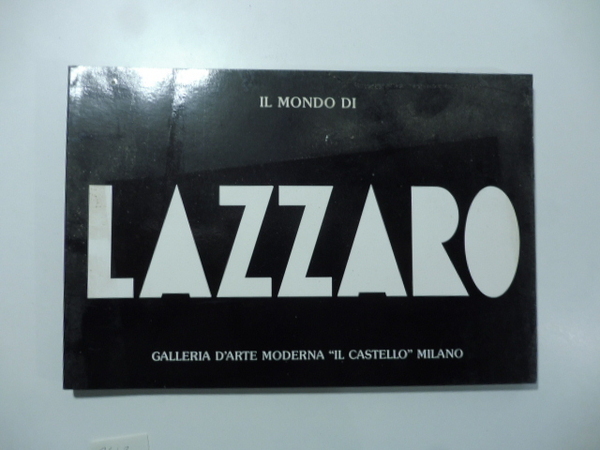 IL MONDO DI
LAZZARO
GALLERIA D'ARTE MODERNA "IL CASTELLO" MILANO